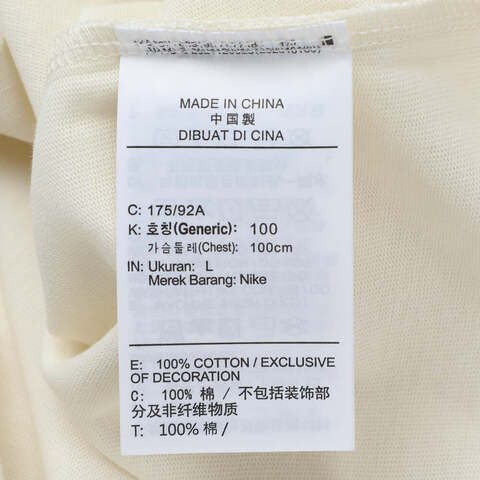 MADE IN CHINA
中国製
DIBUAT DI CINA
C: 175/92A
K: 호칭(Generic): 100
가슴둘레(Chest): 100cm
IN: Ukuran: L
Merek Barang: Nike
E: 100% COTTON / EXCLUSIVE
OF DECORATION
C: 100% 棉 / 不包括装饰部
分及非纤维物质
T: 100% 棉 /